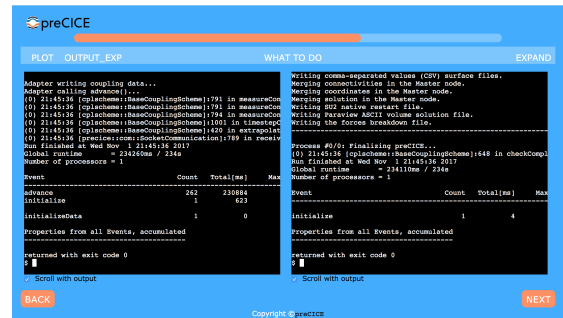 preCICE
PLOT OUTPUT_EXP WHAT TO DO EXPAND
Adapter writing coupling data...
Adapter calling advance()...
(0) 21:45:36 [cplscheme::BaseCouplingScheme]:791 in measureCon
(0) 21:45:36 [cplscheme::BaseCouplingScheme]:794 in measureCon
(0) 21:45:36 [cplscheme::BaseCouplingScheme]:1001 in timestepC
(0) 21:45:36 [cplscheme::BaseCouplingScheme]:420 in extrapolat
(0) 21:45:36 [precice::com::SocketCommunication]:789 in receiv
Run finished at Wed Nov 1 21:45:36 2017
Global runtime = 234260ms / 234s
Number of processors = 1
Event Count Total[ms] Max
advance 262 230884
initialize 1 623
initializeData 1 0
Properties from all Events, accumulated
returned with exit code 0
$
Scroll with output
Writing comma-separated values (CSV) surface files.
Merging connectivities in the Master node.
Merging coordinates in the Master node.
Merging solution in the Master node.
Writing SU2 native restart file.
Writing Paraview ASCII volume solution file.
Writing the forces breakdown file.
Process #0/0: Finalizing preCICE...
(0) 21:45:36 [cplscheme::BaseCouplingScheme]:648 in checkCompl
Run finished at Wed Nov 1 21:45:36 2017
Global runtime = 234110ms / 234s
Number of processors = 1
Event Count Total[ms] Max
initialize 1 4
Properties from all Events, accumulated
returned with exit code 0
$
Scroll with output
BACK NEXT
Copyright ©preCICE